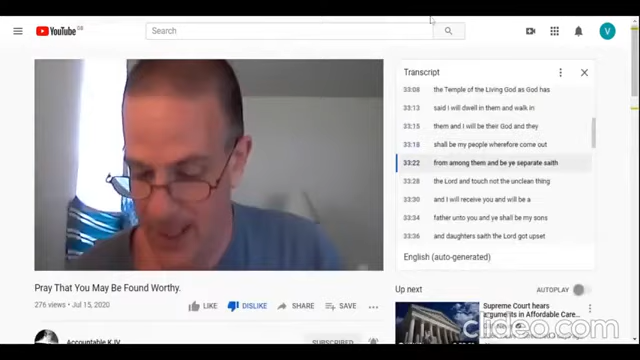 YouTube GB
Search
V
Transcript
33:08 the Temple of the Living God as God has
33:13 said I will dwell in them and walk in
33:15 them and I will be their God and they
33:18 shall be my people wherefore come out
33:22 from among them and be ye separate saith
33:28 the Lord and touch not the unclean thing
33:30 and I will receive you and will be a
33:34 father unto you and ye shall be my sons
33:36 and daughters saith the Lord got upset
English (auto-generated)
Pray That You May Be Found Worthy.
276 views • Jul 15, 2020
LIKE DISLIKE SHARE SAVE
Up next AUTOPLAY
Supreme Court hears
arguments in Affordable Care...
Accountable KJV
SUBSCRIBED
clideo.com